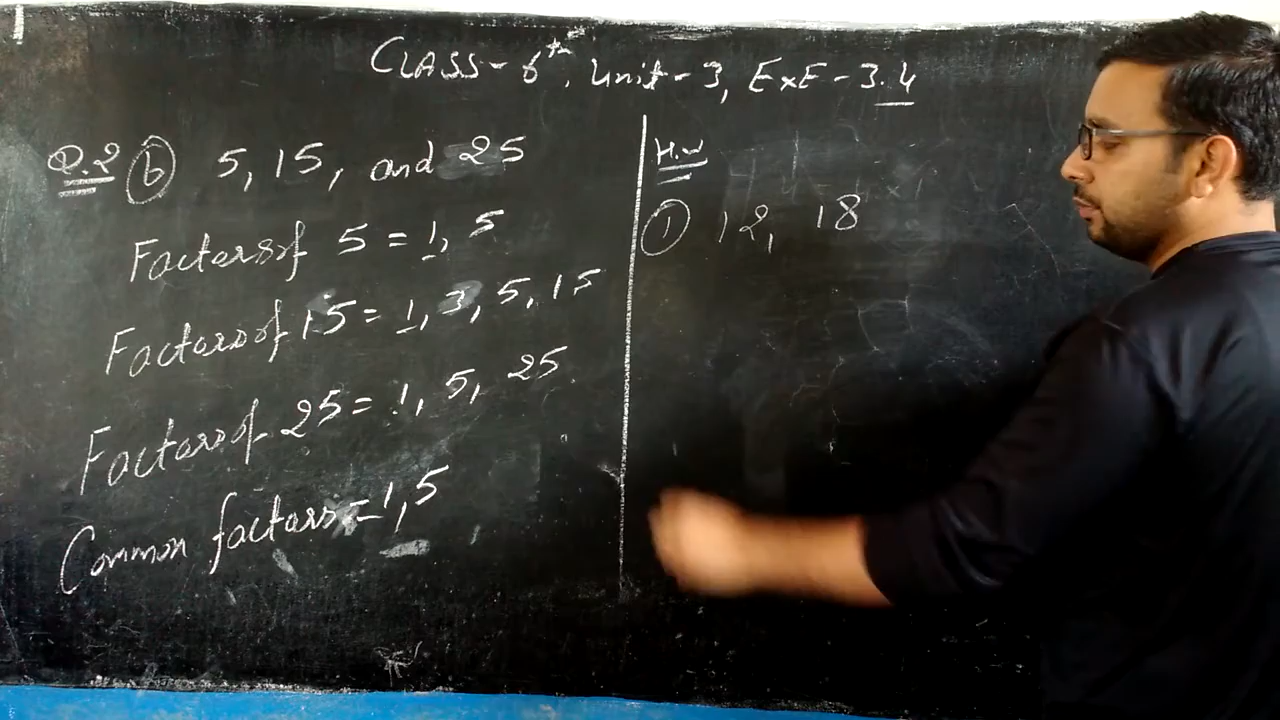 CLASS - 6th, Unit - 3, ExE - 3.4
Q.2 (b) 5, 15, and 25
Factors of 5 = 1, 5
Factors of 15 = 1, 3, 5, 15
Factors of 25 = 1, 5, 25
Common factors = 1, 5
H.W
(1) 12, 18